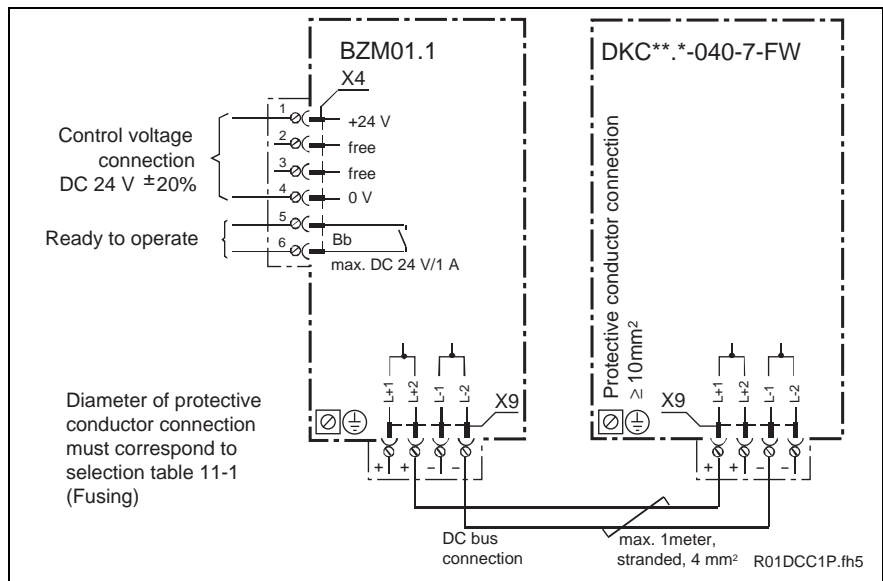 BZM01.1
DKC**.*-040-7-FW
X4
1
+24 V
2
free
3
free
4
0 V
5
6
Bb
max. DC 24 V/1 A
Control voltage
connection
DC 24 V ±20%
Ready to operate
Protective conductor connection
≥ 10mm²
L+1
L+2
L-1
L-2
X9
L+1
L+2
L-1
L-2
X9
Diameter of protective
conductor connection
must correspond to
selection table 11-1
(Fusing)
+ + – –
+ + – –
DC bus
connection
max. 1meter,
stranded, 4 mm²
R01DCC1P.fh5